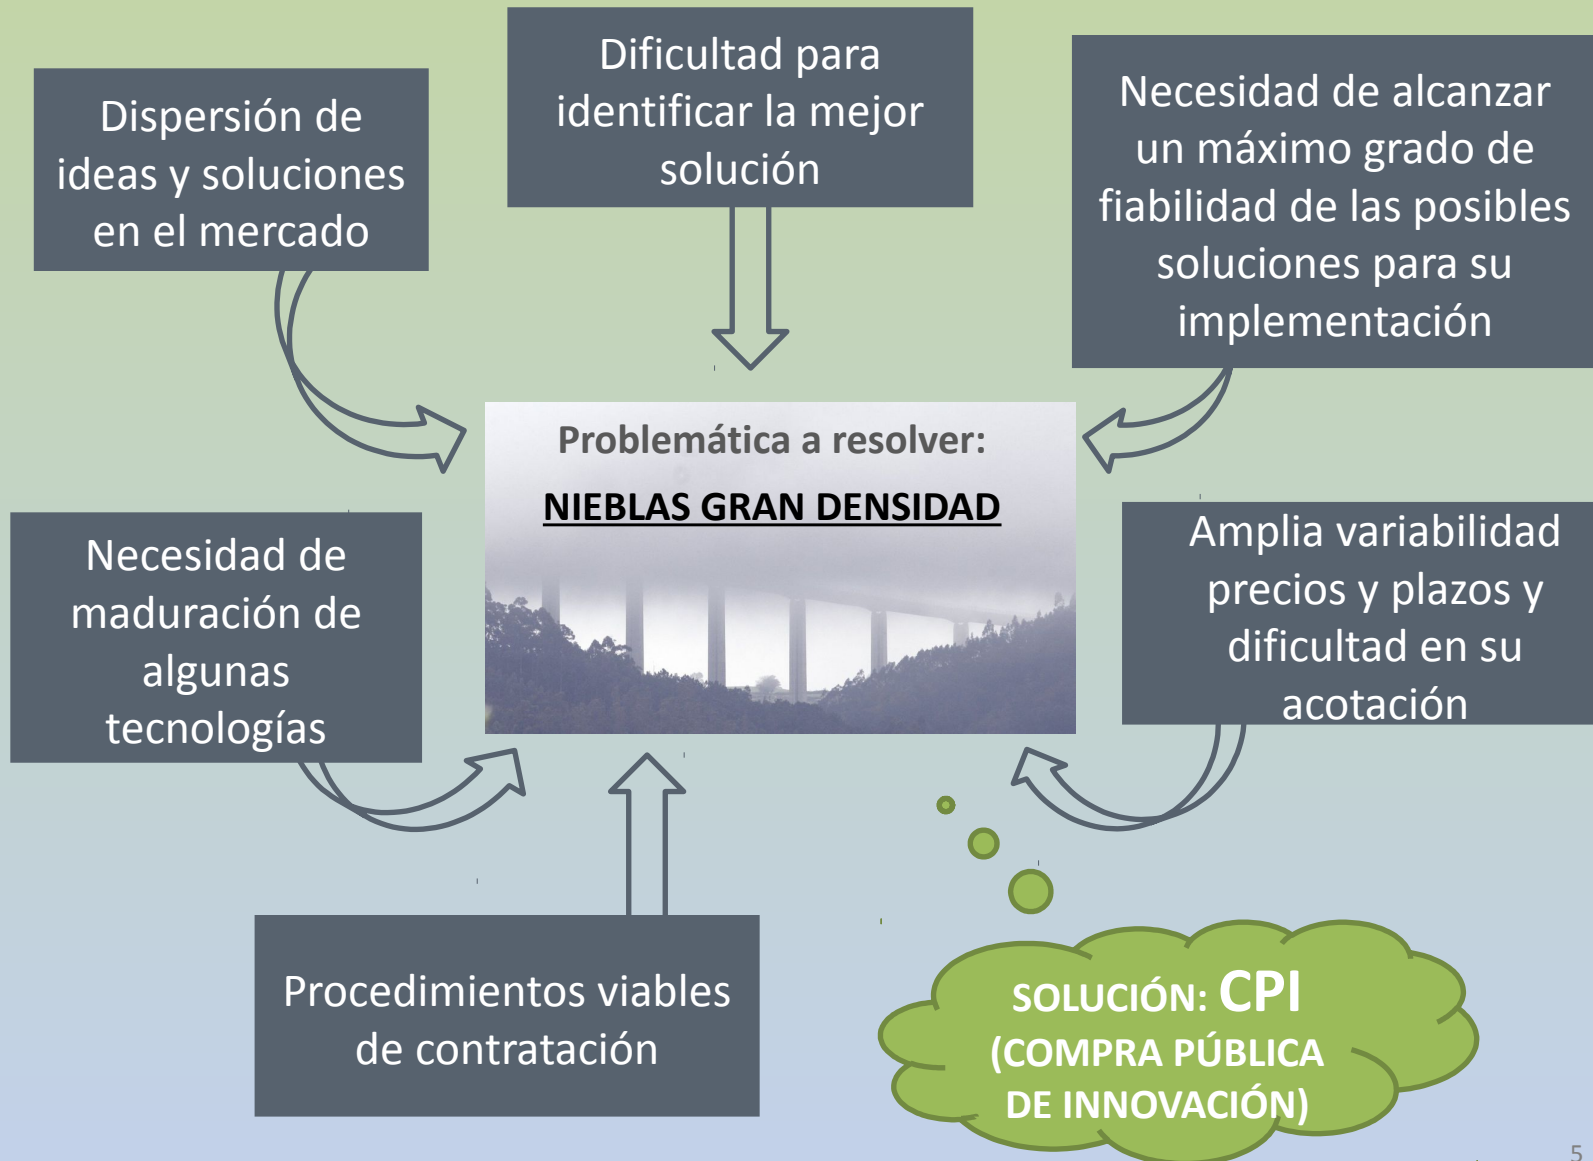 Dispersión de
ideas y soluciones
en el mercado
Dificultad para
identificar la mejor
solución
Necesidad de alcanzar
un máximo grado de
fiabilidad de las posibles
soluciones para su
implementación
Problemática a resolver:
NIEBLAS GRAN DENSIDAD
Necesidad de
maduración de
algunas
tecnologías
Amplia variabilidad
precios y plazos y
dificultad en su
acotación
Procedimientos viables
de contratación
SOLUCIÓN: CPI
(COMPRA PÚBLICA
DE INNOVACIÓN)
5